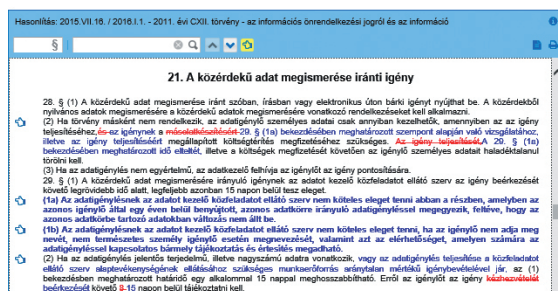 Hasonlítás: 2015.VII.16. / 2016.I.1. - 2011. évi CXII. törvény - az információs önrendelkezési jogról és az információ
§
21. A közérdekű adat megismerése iránti igény
28. § (1) A közérdekű adat megismerése iránt szóban, írásban vagy elektronikus úton bárki igényt nyújthat be. A közérdekből
nyilvános adatok megismerésére a közérdekű adatok megismerésére vonatkozó rendelkezéseket kell alkalmazni.
(2) Ha törvény másként nem rendelkezik, az adatigénylő személyes adatai csak annyiban kezelhetők, amennyiben az az igény
teljesítéséhez,és az igénynek a másolatkészítésért 29. § (1a) bekezdésében meghatározott szempont alapján való vizsgálatához,
illetve az igény teljesítéséért megállapított költségtérítés megfizetéséhez szükséges. Az igény teljesítését,A 29. § (1a)
bekezdésében meghatározott idő elteltét, illetve a költségek megfizetését követően az igénylő személyes adatait haladéktalanul
törölni kell.
(3) Ha az adatigénylés nem egyértelmű, az adatkezelő felhívja az igénylőt az igény pontosítására.
29. § (1) A közérdekű adat megismerésére irányuló igénynek az adatot kezelő közfeladatot ellátó szerv az igény beérkezését
követő legrövidebb idő alatt, legfeljebb azonban 15 napon belül tesz eleget.
(1a) Az adatigénylésnek az adatot kezelő közfeladatot ellátó szerv nem köteles eleget tenni abban a részben, amelyben az
azonos igénylő által egy éven belül benyújtott, azonos adatkörre irányuló adatigényléssel megegyezik, feltéve, hogy az
azonos adatkörbe tartozó adatokban változás nem állt be.
(1b) Az adatigénylésnek az adatot kezelő közfeladatot ellátó szerv nem köteles eleget tenni, ha az igénylő nem adja meg
nevét, nem természetes személy igénylő esetén megnevezését, valamint azt az elérhetőséget, amelyen számára az
adatigényléssel kapcsolatos bármely tájékoztatás és értesítés megadható.
(2) Ha az adatigénylés jelentős terjedelmű, illetve nagyszámú adatra vonatkozik, vagy az adatigénylés teljesítése a közfeladatot
ellátó szerv alaptevékenységének ellátásához szükséges munkaerőforrás aránytalan mértékű igénybevételével jár, az (1)
bekezdésben meghatározott határidő egy alkalommal 15 nappal meghosszabbítható. Erről az igénylőt az igény kézhezvételét
beérkezését követő 8 15 napon belül tájékoztatni kell.